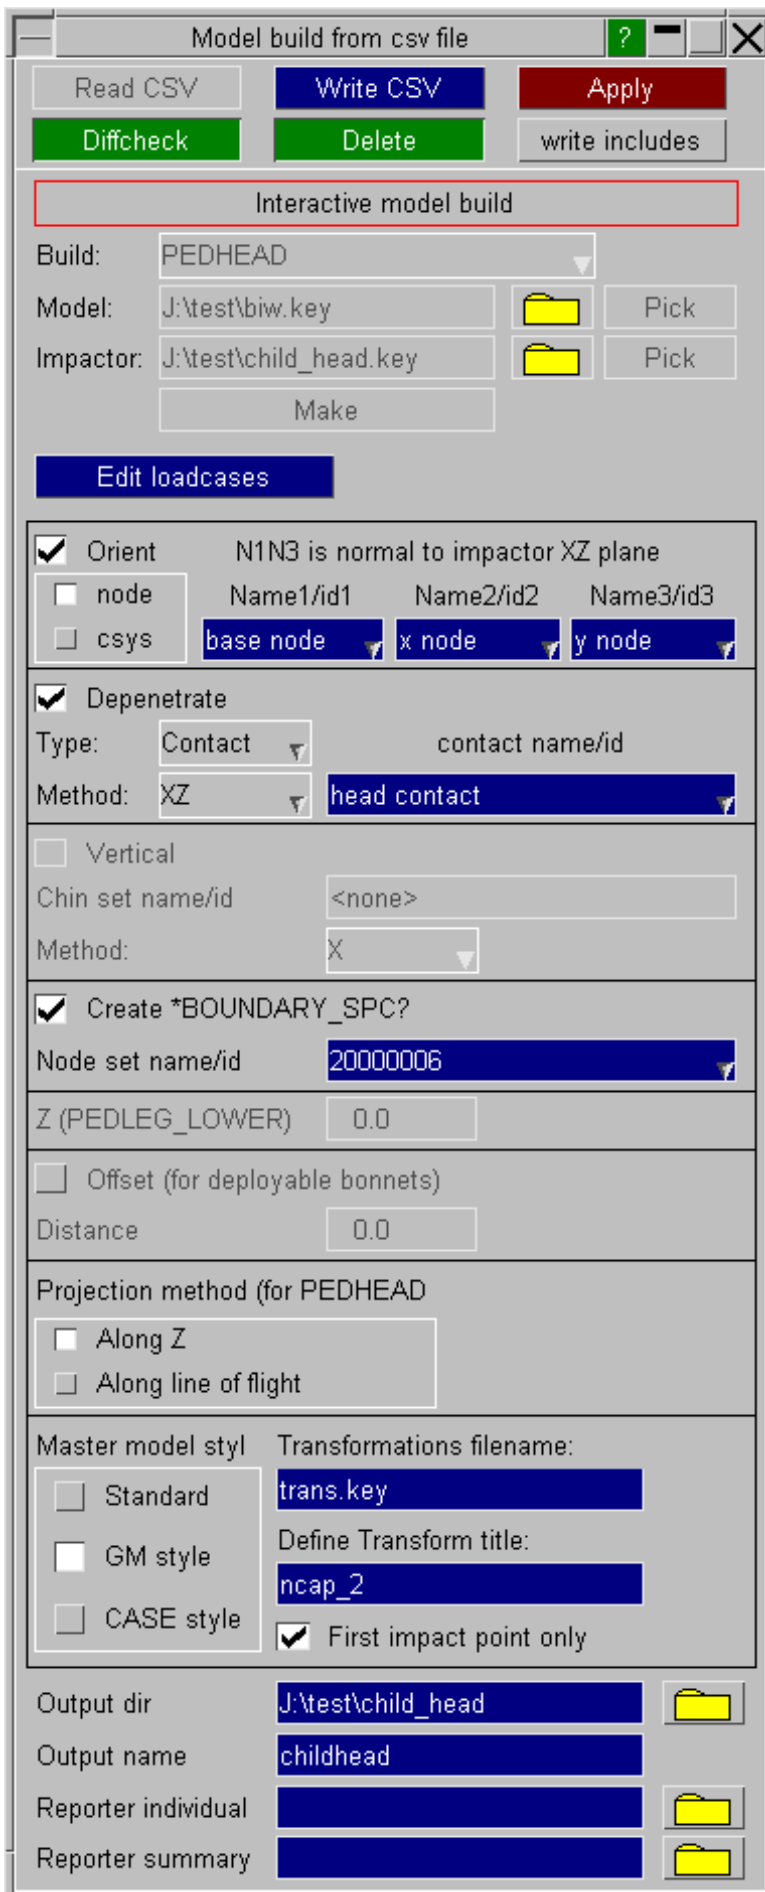 Model build from csv file ?
Read CSV Write CSV Apply
Diffcheck Delete write includes
Interactive model build
Build: PEDHEAD
Model: J:\test\biw.key Pick
Impactor: J:\test\child_head.key Pick
Make
Edit loadcases
Orient N1N3 is normal to impactor XZ plane
node Name1/id1 Name2/id2 Name3/id3
csys base node x node y node
Depenetrate
Type: Contact contact name/id
Method: XZ head contact
Vertical
Chin set name/id <none>
Method: X
Create *BOUNDARY_SPC?
Node set name/id 20000006
Z (PEDLEG_LOWER) 0.0
Offset (for deployable bonnets)
Distance 0.0
Projection method (for PEDHEAD
Along Z
Along line of flight
Master model styl Transformations filename:
Standard trans.key
Define Transform title:
GM style
ncap_2
CASE style First impact point only
Output dir J:\test\child_head
Output name childhead
Reporter individual
Reporter summary